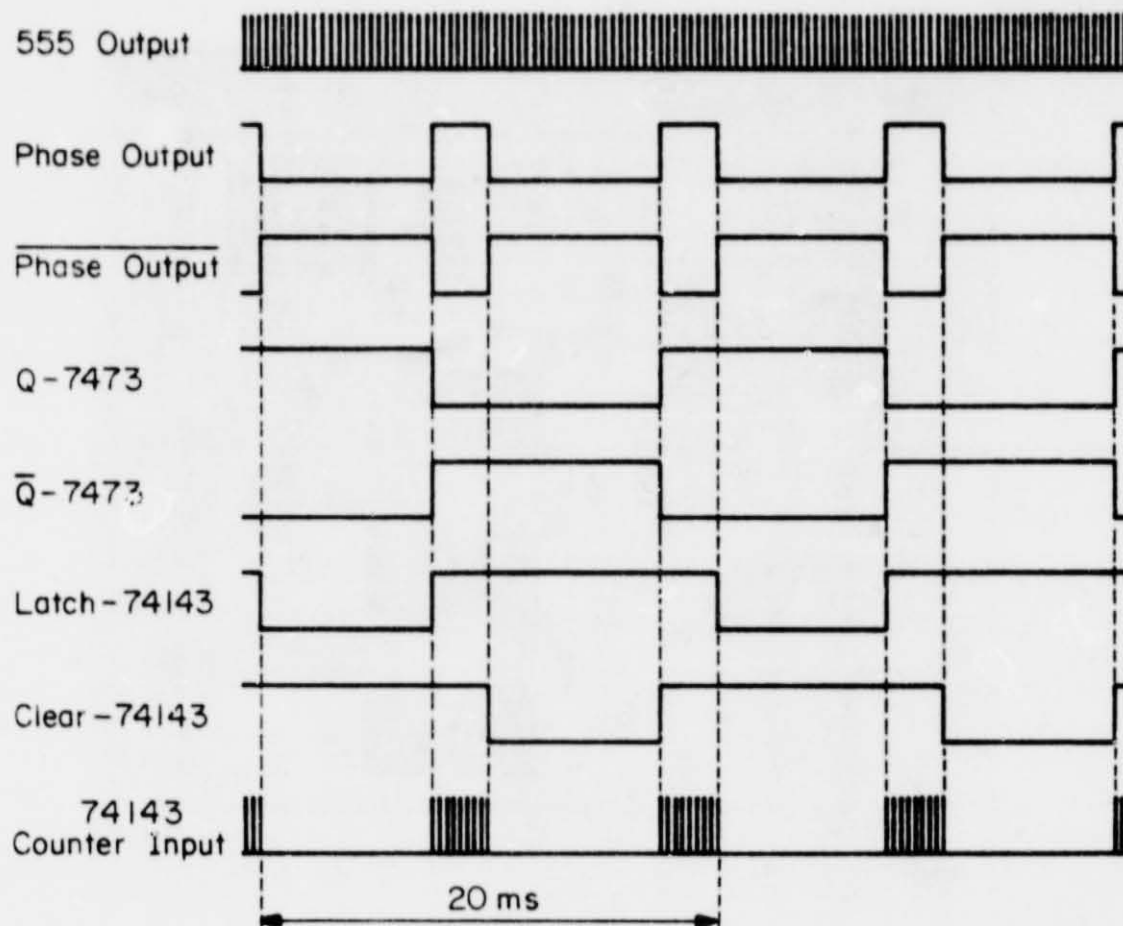 555 Output
Phase Output
Phase Output
Q-7473
Q̅-7473
Latch-74143
Clear-74143
74143
Counter Input
20 ms